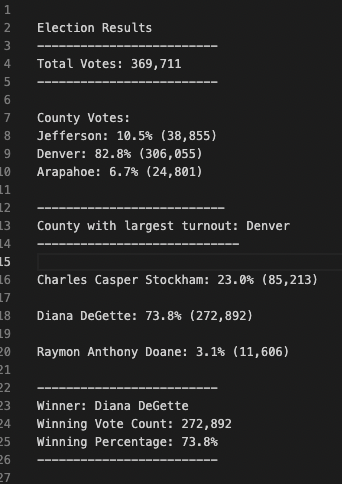 1
2 Election Results
3 -------------------------
4 Total Votes: 369,711
5 -------------------------
6
7 County Votes:
8 Jefferson: 10.5% (38,855)
9 Denver: 82.8% (306,055)
10 Arapahoe: 6.7% (24,801)
11
12 --------------------------
13 County with largest turnout: Denver
14 ----------------------------
15
16 Charles Casper Stockham: 23.0% (85,213)
17
18 Diana DeGette: 73.8% (272,892)
19
20 Raymon Anthony Doane: 3.1% (11,606)
21
22 -------------------------
23 Winner: Diana DeGette
24 Winning Vote Count: 272,892
25 Winning Percentage: 73.8%
26 -------------------------
27